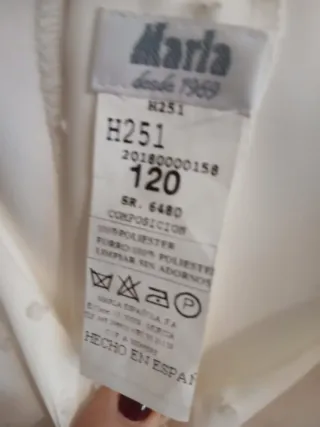 Marla
desde 1969
H251
H251
20180000158
120
SR. 6480
COMPOSICION
100%POLIESTER
FORRO 100% POLIESTER
LIMPIAR SIN ADORNOS
P
HECHO EN ESPAÑ